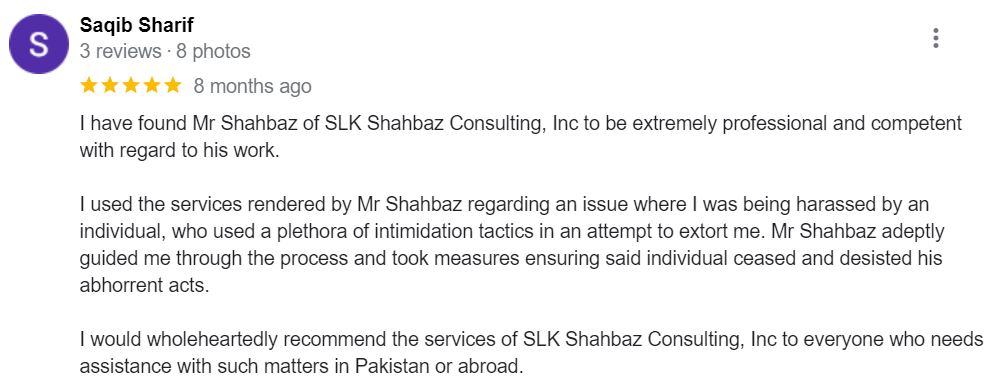 S
Saqib Sharif
3 reviews · 8 photos
8 months ago
I have found Mr Shahbaz of SLK Shahbaz Consulting, Inc to be extremely professional and competent
with regard to his work.
I used the services rendered by Mr Shahbaz regarding an issue where I was being harassed by an
individual, who used a plethora of intimidation tactics in an attempt to extort me. Mr Shahbaz adeptly
guided me through the process and took measures ensuring said individual ceased and desisted his
abhorrent acts.
I would wholeheartedly recommend the services of SLK Shahbaz Consulting, Inc to everyone who needs
assistance with such matters in Pakistan or abroad.